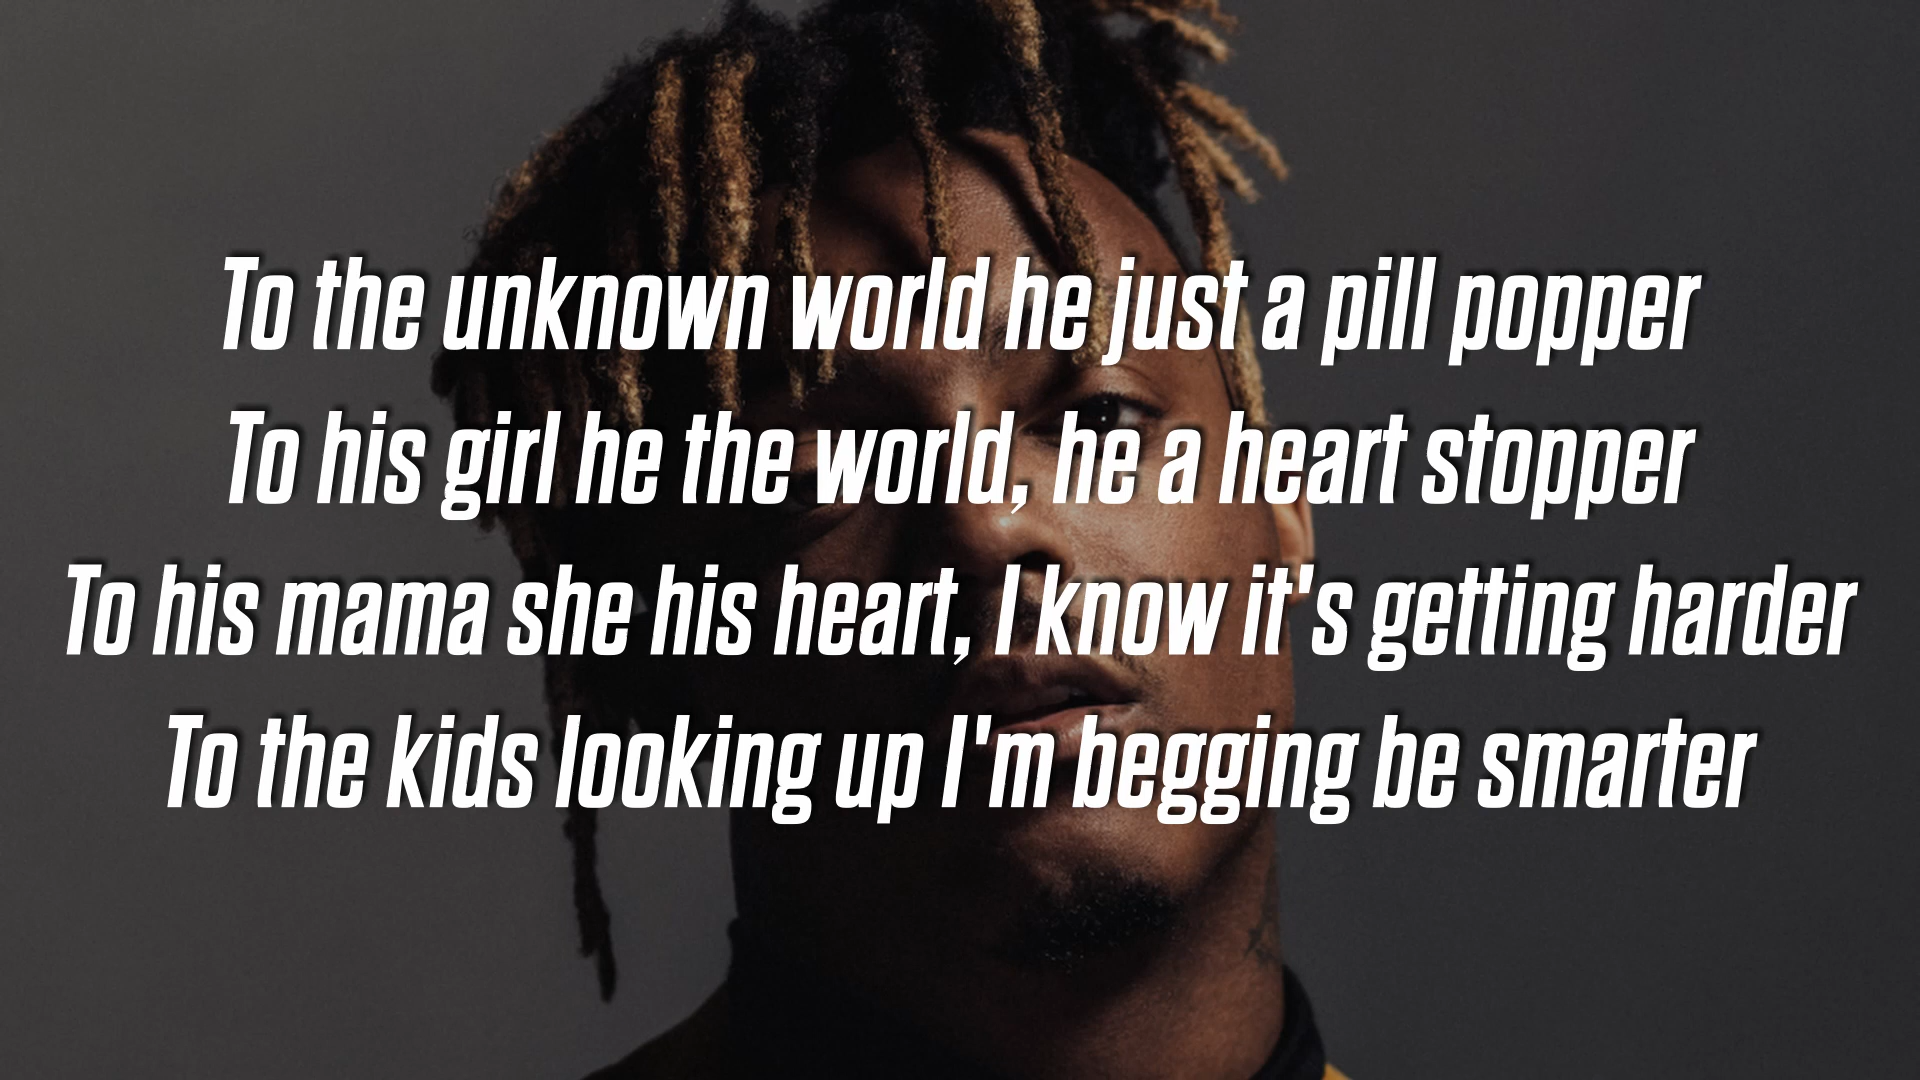 To the unknown world he just a pill popper
To his girl he the world, he a heart stopper
To his mama she his heart, I know it's getting harder
To the kids looking up I'm begging be smarter